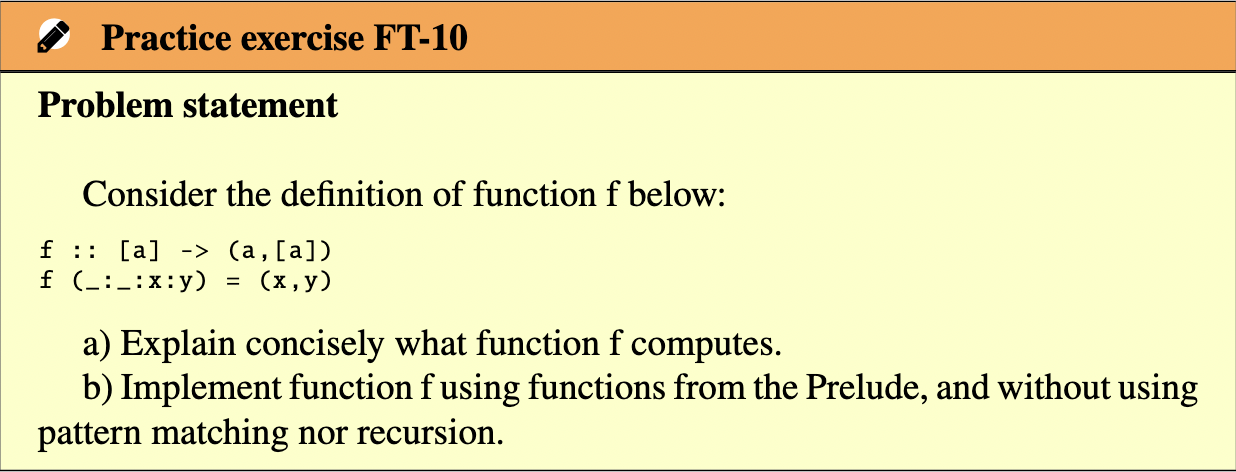 Practice exercise FT-10
Problem statement
Consider the definition of function f below:
f :: [a] -> (a,[a])
f (_:_:x:y) = (x,y)
a) Explain concisely what function f computes.
b) Implement function f using functions from the Prelude, and without using
pattern matching nor recursion.